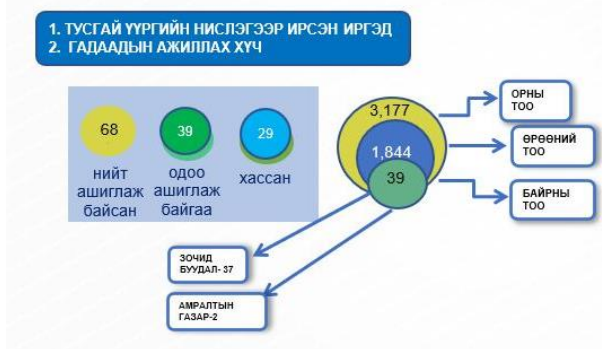 1. ТУСГАЙ ҮҮРГИЙН НИСЛЭГЭЭР ИРСЭН ИРГЭД
2. ГАДААДЫН АЖИЛЛАХ ХҮЧ
68
нийт
ашиглаж
байсан
39
одоо
ашиглаж
байгаа
29
хассан
3,177
1,844
39
ОРНЫ
ТОО
ӨРӨӨНИЙ
ТОО
БАЙРНЫ
ТОО
ЗОЧИД
БУУДАЛ- 37
АМРАЛТЫН
ГАЗАР-2